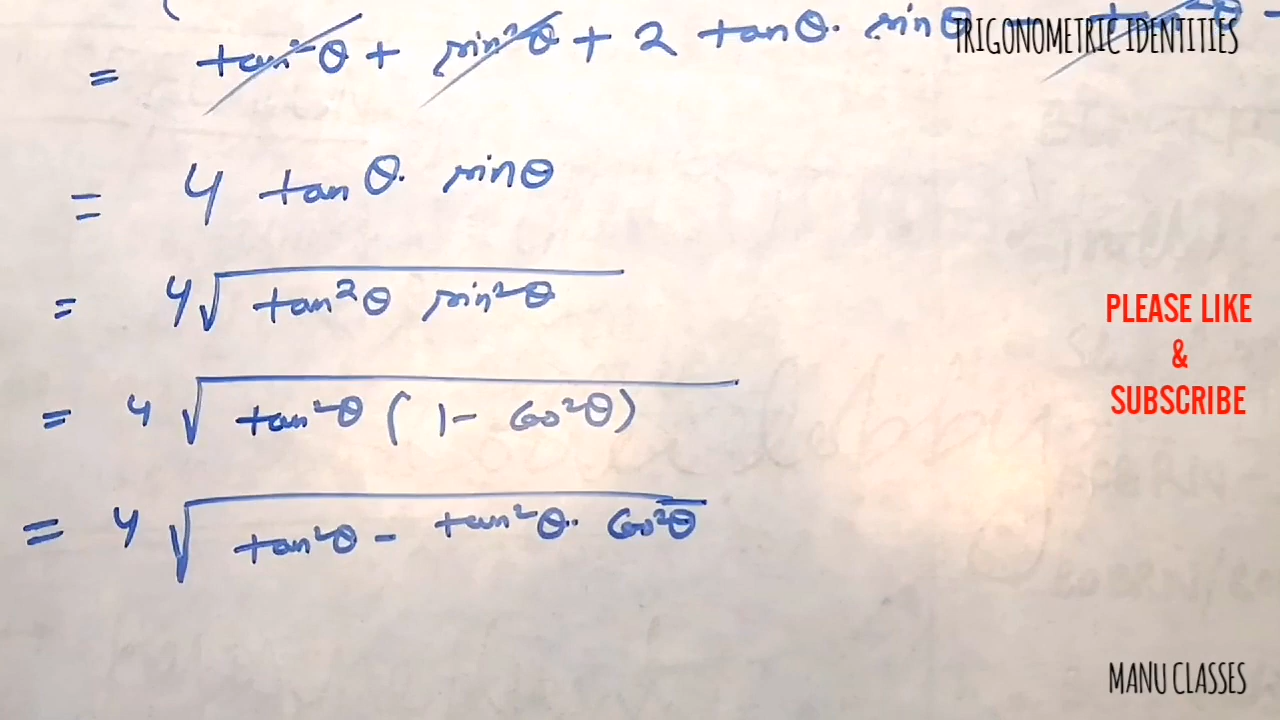 = tan²θ + sin²θ + 2 tanθ. sinθ
TRIGONOMETRIC IDENTITIES
= 4 tanθ. sinθ
= 4√(tan²θ sin²θ)
PLEASE LIKE
&
SUBSCRIBE
= 4 √(tan²θ (1 - cos²θ))
= 4 √(tan²θ - tan²θ. cos²θ)
MANU CLASSES